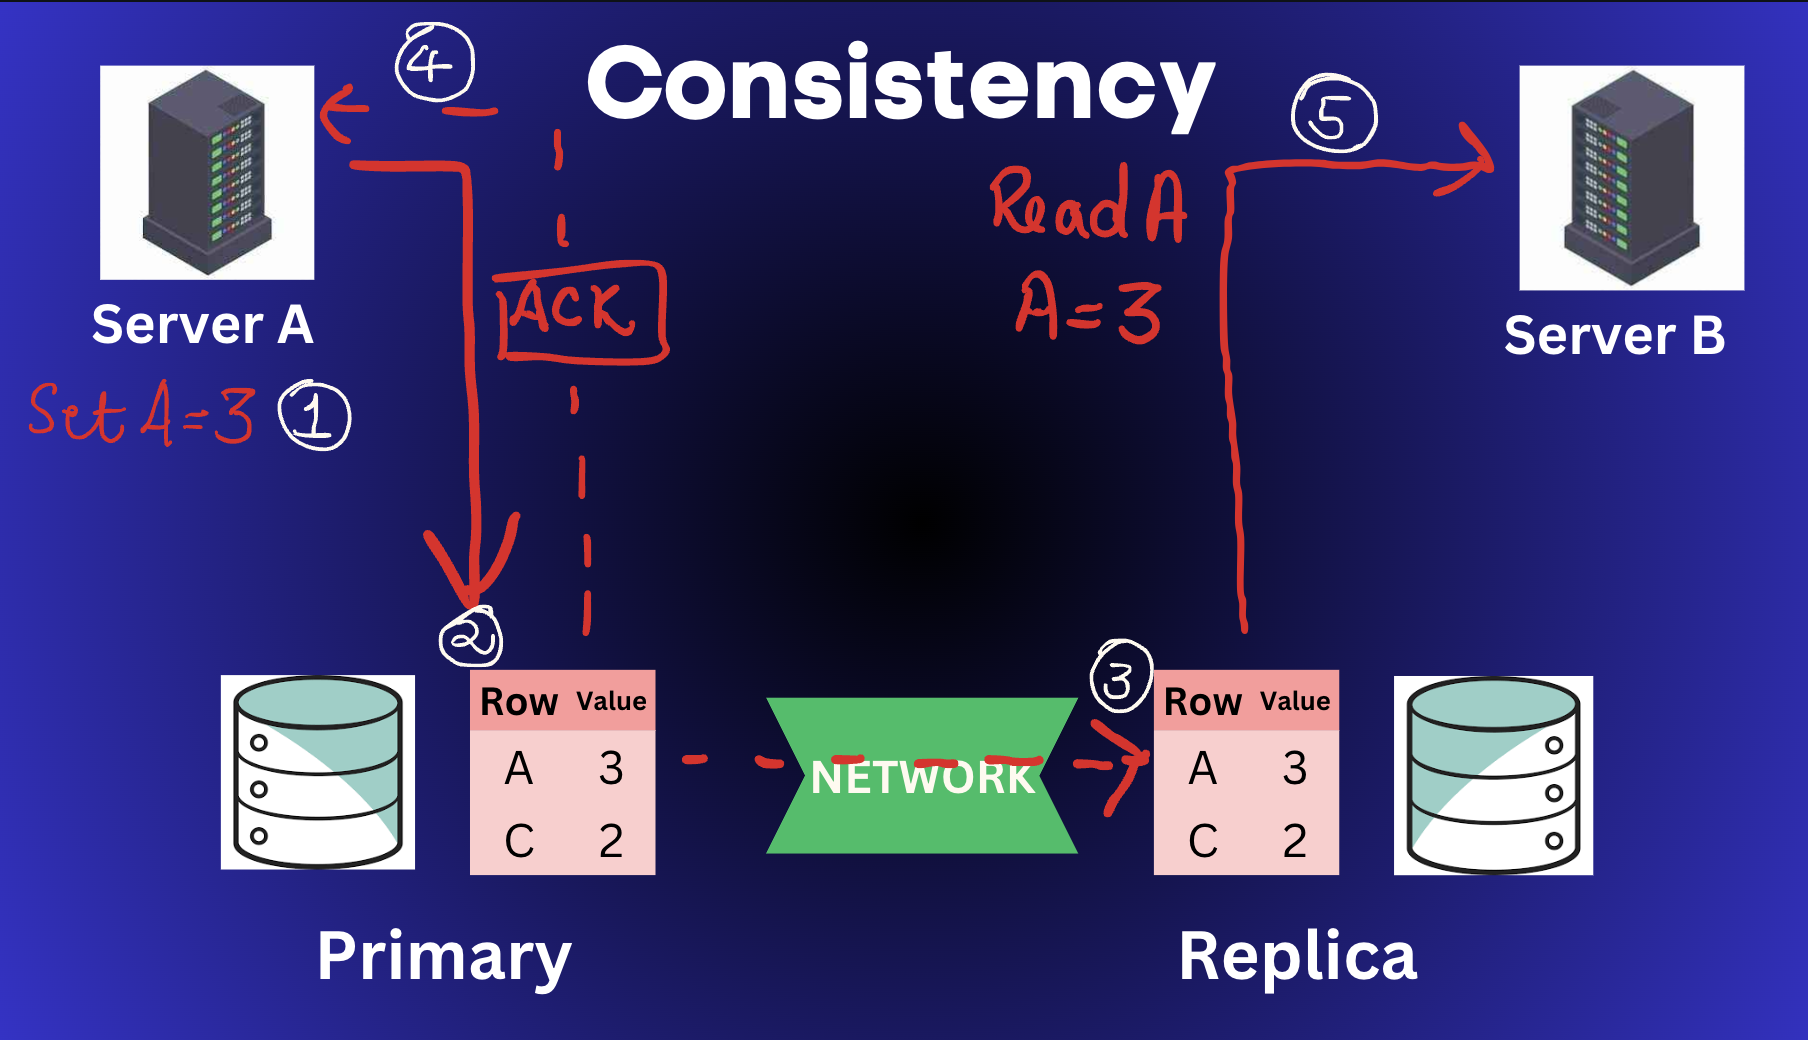 Consistency
4
5
Server A
Set A=3 1
ACK
Read A
A=3
Server B
2
Row Value
A 3
C 2
Primary
NETWORK
3
Row Value
A 3
C 2
Replica